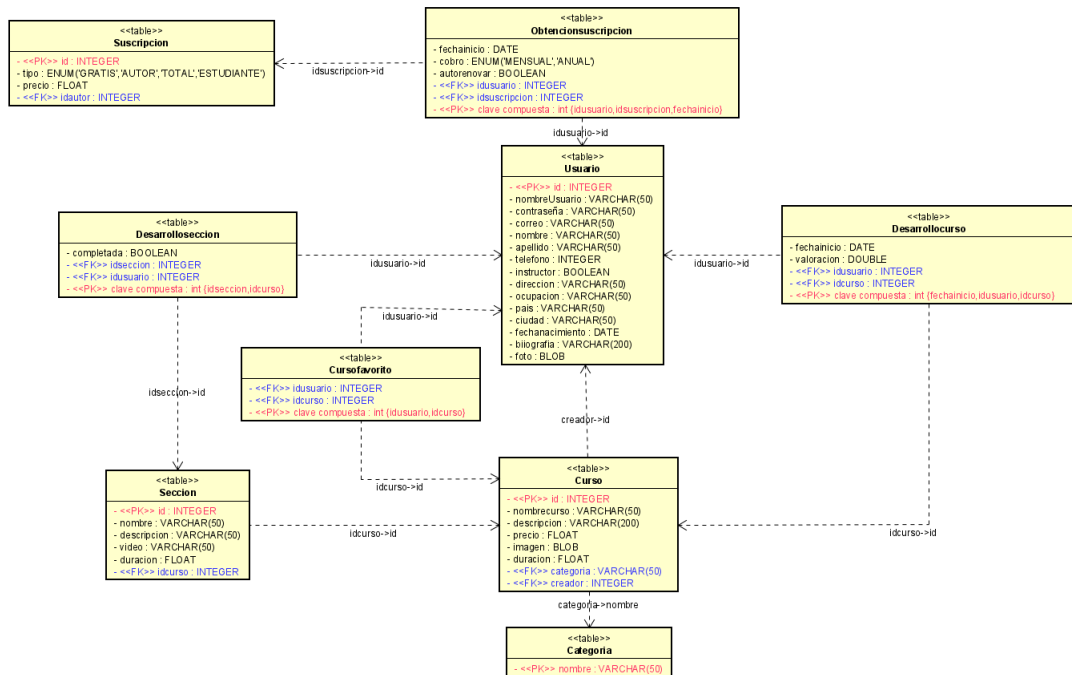 <<table>>
Suscripcion
- <<PK>> id : INTEGER
- tipo : ENUM('GRATIS','AUTOR','TOTAL','ESTUDIANTE')
- precio : FLOAT
- <<FK>> idautor : INTEGER
idsuscripcion->id
<<table>>
Obtencionsuscripcion
- fechainicio : DATE
- cobro : ENUM('MENSUAL','ANUAL')
- autorenovar : BOOLEAN
- <<FK>> idusuario : INTEGER
- <<FK>> idsuscripcion : INTEGER
- <<PK>> clave compuesta : int {idusuario,idsuscripcion,fechainicio}
idusuario->id
<<table>>
Usuario
- <<PK>> id : INTEGER
- nombreUsuario : VARCHAR(50)
- contraseña : VARCHAR(50)
- correo : VARCHAR(50)
- nombre : VARCHAR(50)
- apellido : VARCHAR(50)
- telefono : INTEGER
- instructor : BOOLEAN
- direccion : VARCHAR(50)
- ocupacion : VARCHAR(50)
- pais : VARCHAR(50)
- ciudad : VARCHAR(50)
- fechanacimiento : DATE
- biiografia : VARCHAR(200)
- foto : BLOB
<<table>>
Desarrolloseccion
- completada : BOOLEAN
- <<FK>> idseccion : INTEGER
- <<FK>> idusuario : INTEGER
- <<PK>> clave compuesta : int {idseccion,idcurso}
idusuario->id
<<table>>
Desarrollocurso
- fechainicio : DATE
- valoracion : DOUBLE
- <<FK>> idusuario : INTEGER
- <<FK>> idcurso : INTEGER
- <<PK>> clave compuesta : int {fechainicio,idusuario,idcurso}
idusuario->id
idusuario->id
<<table>>
Cursofavorito
- <<FK>> idusuario : INTEGER
- <<FK>> idcurso : INTEGER
- <<PK>> clave compuesta : int {idusuario,idcurso}
idseccion->id
creador->id
idcurso->id
<<table>>
Seccion
- <<PK>> id : INTEGER
- nombre : VARCHAR(50)
- descripcion : VARCHAR(50)
- video : VARCHAR(50)
- duracion : FLOAT
- <<FK>> idcurso : INTEGER
idcurso->id
<<table>>
Curso
- <<PK>> id : INTEGER
- nombrecurso : VARCHAR(50)
- descripcion : VARCHAR(200)
- precio : FLOAT
- imagen : BLOB
- duracion : FLOAT
- <<FK>> categoria : VARCHAR(50)
- <<FK>> creador : INTEGER
idcurso->id
categoria->nombre
<<table>>
Categoria
- <<PK>> nombre : VARCHAR(50)